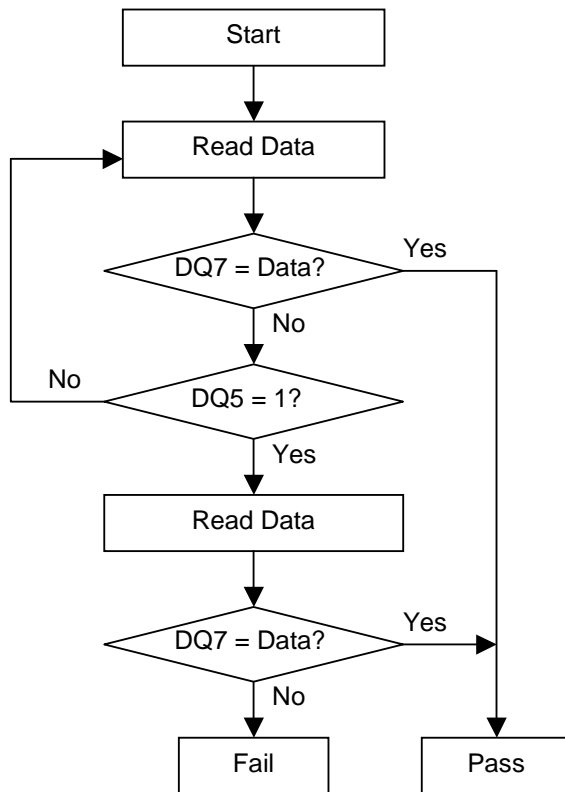 Start
Read Data
DQ7 = Data?
Yes
No
DQ5 = 1?
No
Yes
Read Data
DQ7 = Data?
Yes
No
Fail
Pass